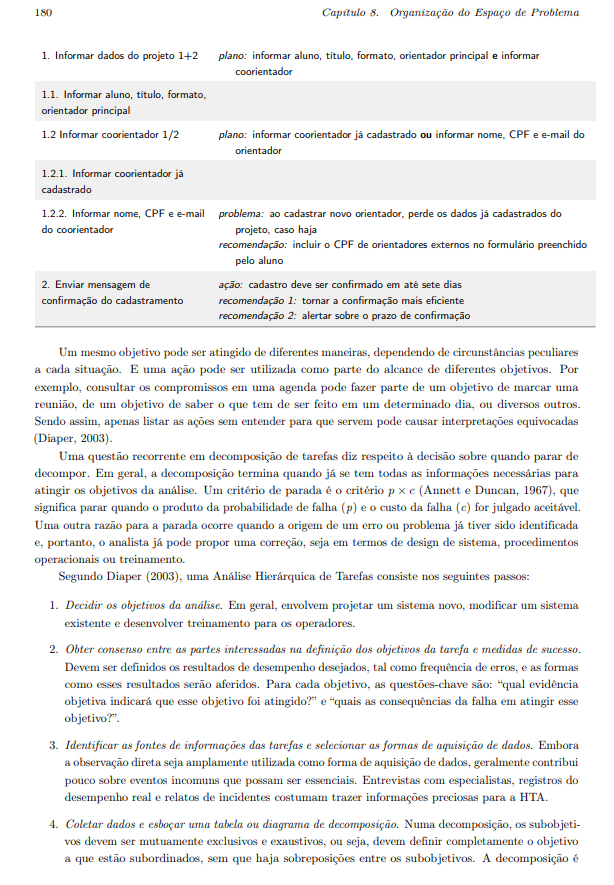 180 Capítulo 8. Organização do Espaço de Problema
1. Informar dados do projeto 1+2 plano: informar aluno, título, formato, orientador principal e informar
coorientador
1.1. Informar aluno, título, formato,
orientador principal
1.2 Informar coorientador 1/2 plano: informar coorientador já cadastrado ou informar nome, CPF e e-mail do
orientador
1.2.1. Informar coorientador já
cadastrado
1.2.2. Informar nome, CPF e e-mail problema: ao cadastrar novo orientador, perde os dados já cadastrados do
do coorientador projeto, caso haja
recomendação: incluir o CPF de orientadores externos no formulário preenchido
pelo aluno
2. Enviar mensagem de ação: cadastro deve ser confirmado em até sete dias
confirmação do cadastramento recomendação 1: tornar a confirmação mais eficiente
recomendação 2: alertar sobre o prazo de confirmação
Um mesmo objetivo pode ser atingido de diferentes maneiras, dependendo de circunstâncias peculiares
a cada situação. E uma ação pode ser utilizada como parte do alcance de diferentes objetivos. Por
exemplo, consultar os compromissos em uma agenda pode fazer parte de um objetivo de marcar uma
reunião, de um objetivo de saber o que tem de ser feito em um determinado dia, ou diversos outros.
Sendo assim, apenas listar as ações sem entender para que servem pode causar interpretações equivocadas
(Diaper, 2003).
Uma questão recorrente em decomposição de tarefas diz respeito à decisão sobre quando parar de
decompor. Em geral, a decomposição termina quando já se tem todas as informações necessárias para
atingir os objetivos da análise. Um critério de parada é o critério p × c (Annett e Duncan, 1967), que
significa parar quando o produto da probabilidade de falha (p) e o custo da falha (c) for julgado aceitável.
Uma outra razão para a parada ocorre quando a origem de um erro ou problema já tiver sido identificada
e, portanto, o analista já pode propor uma correção, seja em termos de design de sistema, procedimentos
operacionais ou treinamento.
Segundo Diaper (2003), uma Análise Hierárquica de Tarefas consiste nos seguintes passos:
1. Decidir os objetivos da análise. Em geral, envolvem projetar um sistema novo, modificar um sistema
existente e desenvolver treinamento para os operadores.
2. Obter consenso entre as partes interessadas na definição dos objetivos da tarefa e medidas de sucesso.
Devem ser definidos os resultados de desempenho desejados, tal como frequência de erros, e as formas
como esses resultados serão aferidos. Para cada objetivo, as questões-chave são: “qual evidência
objetiva indicará que esse objetivo foi atingido?” e “quais as consequências da falha em atingir esse
objetivo?”.
3. Identificar as fontes de informações das tarefas e selecionar as formas de aquisição de dados. Embora
a observação direta seja amplamente utilizada como forma de aquisição de dados, geralmente contribui
pouco sobre eventos incomuns que possam ser essenciais. Entrevistas com especialistas, registros do
desempenho real e relatos de incidentes costumam trazer informações preciosas para a HTA.
4. Coletar dados e esboçar uma tabela ou diagrama de decomposição. Numa decomposição, os subobjeti-
vos devem ser mutuamente exclusivos e exaustivos, ou seja, devem definir completamente o objetivo
a que estão subordinados, sem que haja sobreposições entre os subobjetivos. A decomposição é